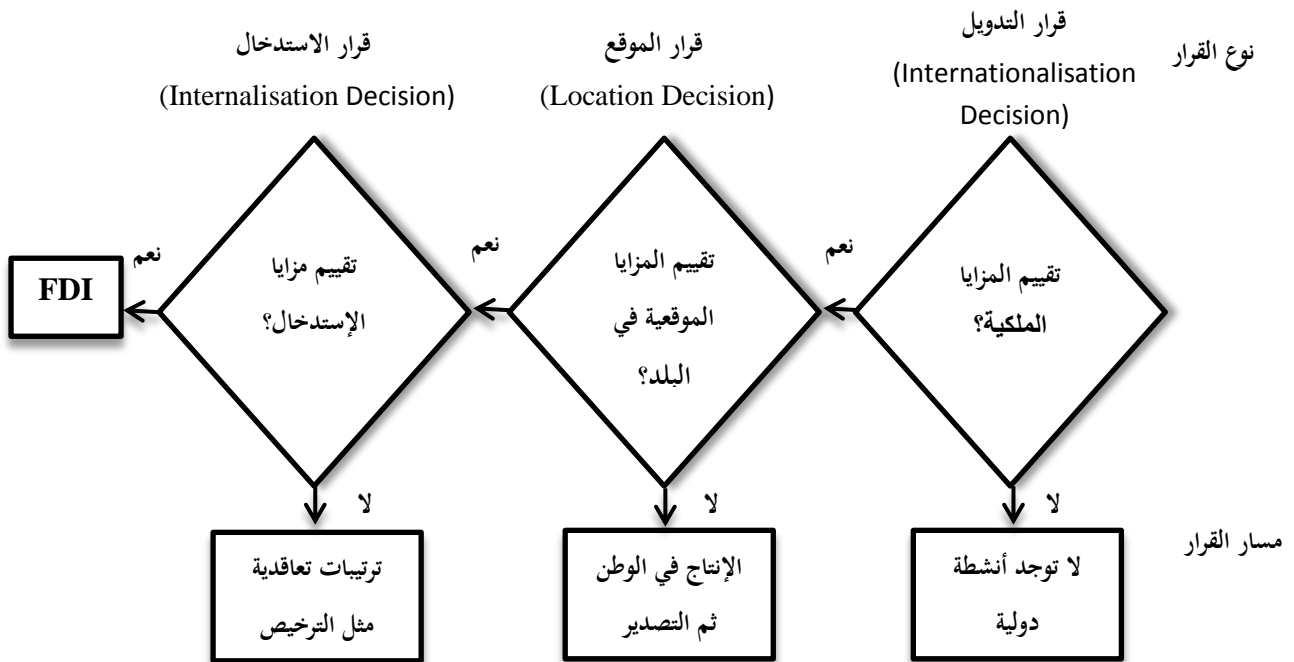 نوع القرار
قرار التدويل
(Internationalisation
Decision)
قرار الموقع
(Location Decision)
قرار الاستدخال
(Internalisation Decision)
تقييم المزايا
الملكية؟
نعم
تقييم المزايا
الموقعية في
البلد؟
نعم
تقييم مزايا
الإستدخال؟
نعم
FDI
مسار القرار
لا
لا توجد أنشطة
دولية
لا
الإنتاج في الوطن
ثم التصدير
لا
ترتيبات تعاقدية
مثل الترخيص